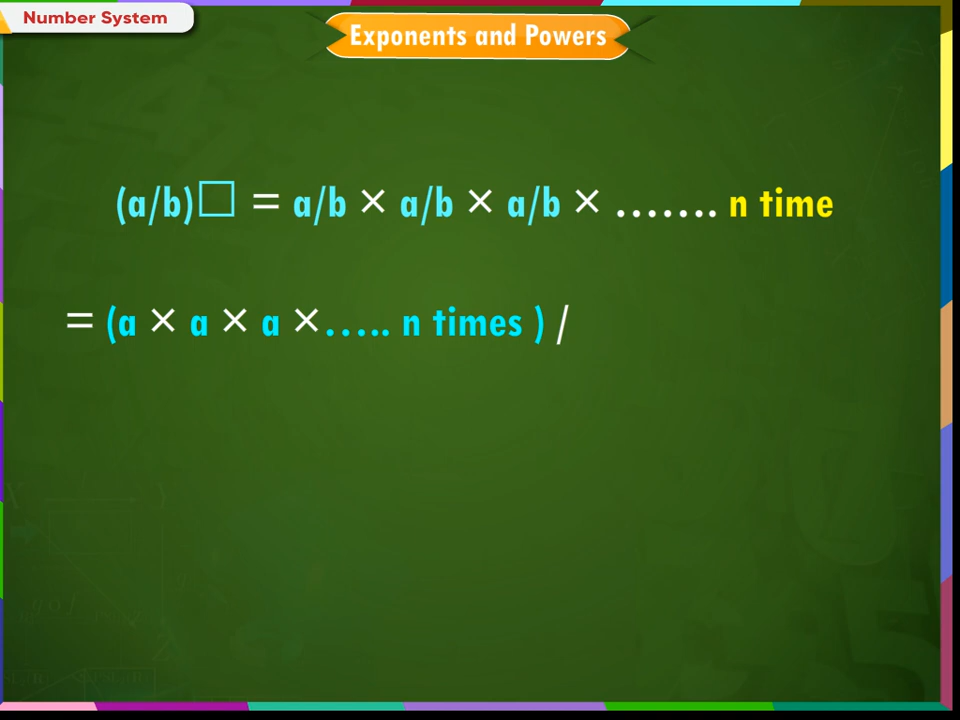 Number System
Exponents and Powers
(a/b)□ = a/b × a/b × a/b × ……. n time
= (a × a × a ×….. n times ) /